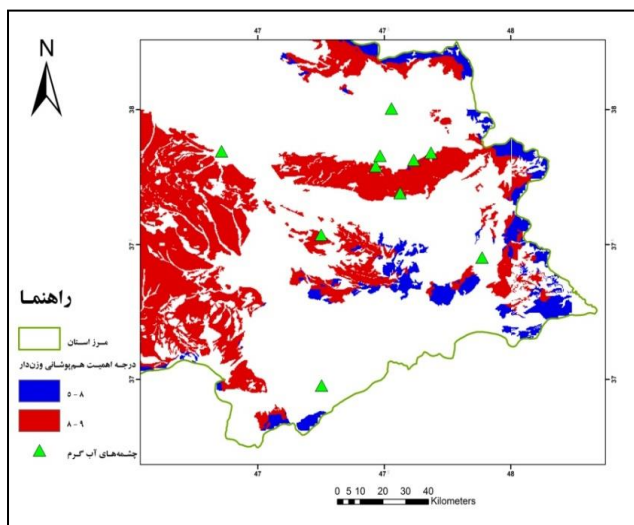 N
47 47 48
38 38
37 37
37 37
47 47 48
راهنما
مرز استان
درجه اهمیت هم‌پوشانی وزن‌دار
۵ - ۸
۸ - ۹
چشمه‌های آب گرم
0 5 10 20 30 40
Kilometers